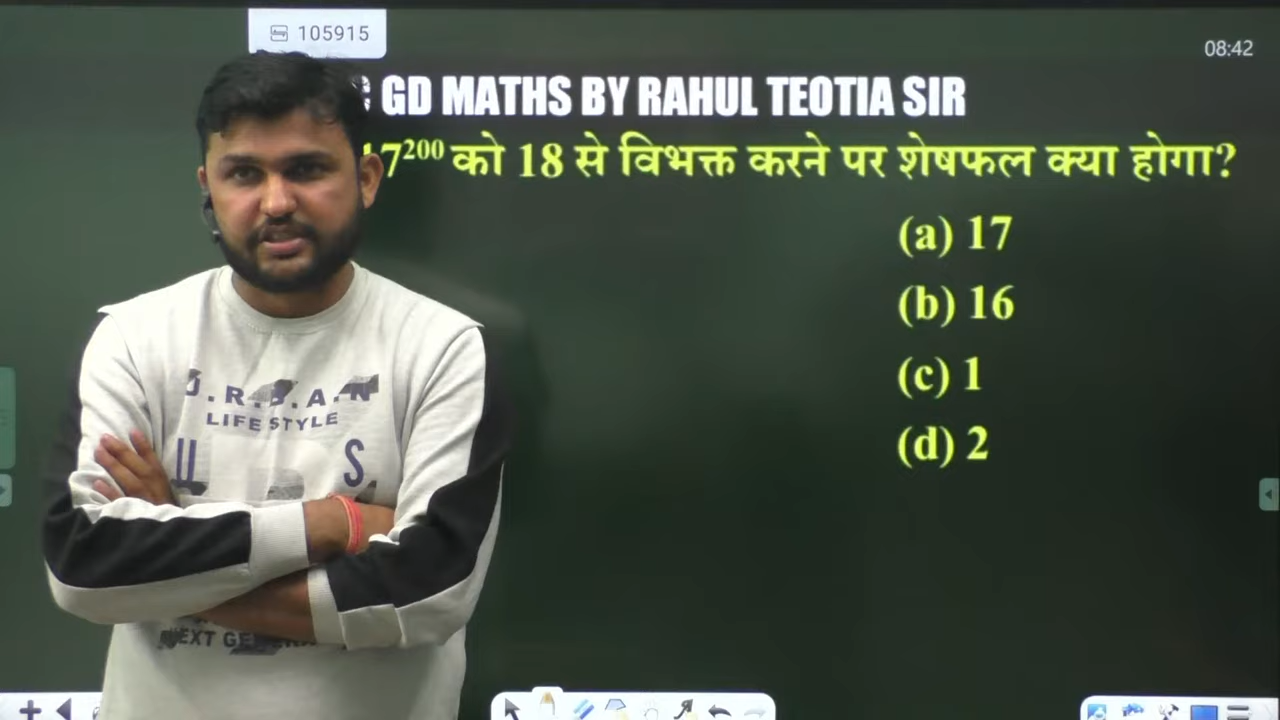 105915
08:42
GD MATHS BY RAHUL TEOTIA SIR
17²⁰⁰ को 18 से विभक्त करने पर शेषफल क्या होगा?
(a) 17
(b) 16
(c) 1
(d) 2
LIFE STYLE
U S